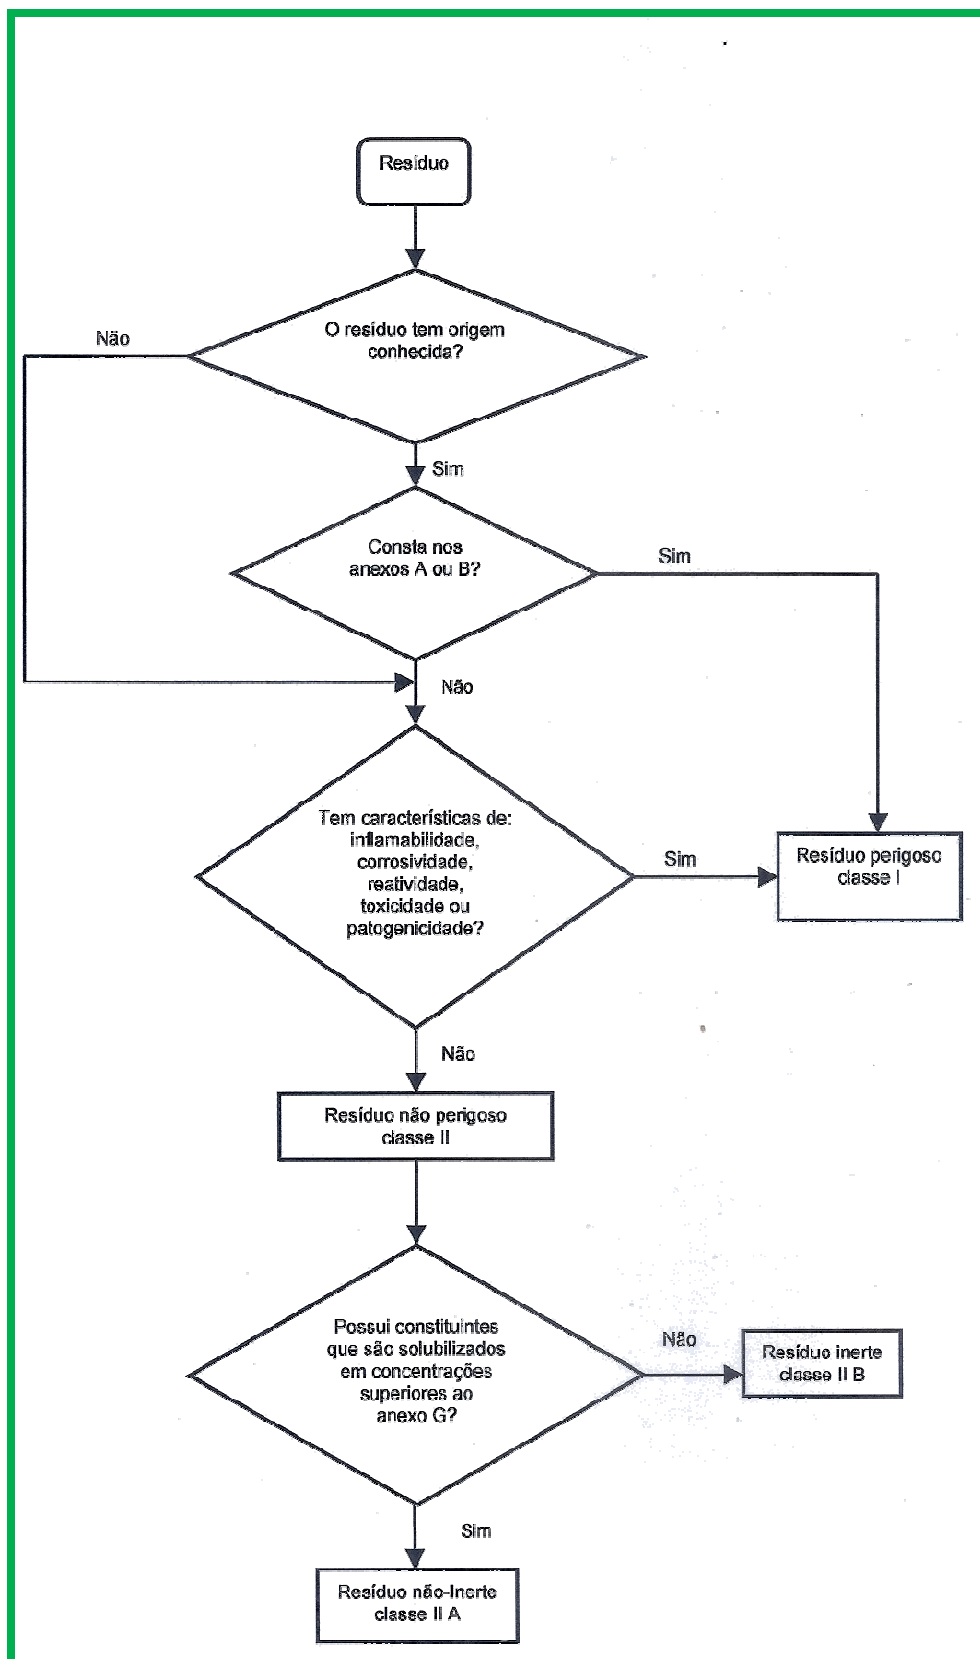 Resíduo
O resíduo tem origem
conhecida?
Não
Sim
Consta nos
anexos A ou B?
Sim
Não
Tem características de:
inflamabilidade,
corrosividade,
reatividade,
toxicidade ou
patogenicidade?
Sim
Resíduo perigoso
classe I
Não
Resíduo não perigoso
classe II
Possui constituintes
que são solubilizados
em concentrações
superiores ao
anexo G?
Não
Resíduo inerte
classe II B
Sim
Resíduo não-Inerte
classe II A